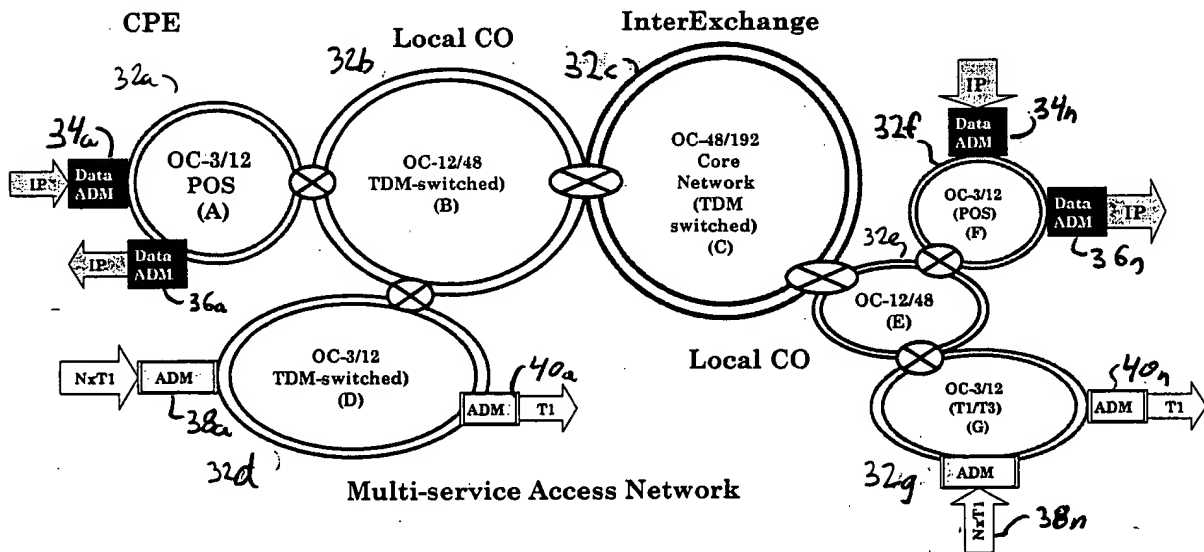 CPE
Local CO
InterExchange
32a
32b
32c
34a
IP
Data
ADM
OC-3/12
POS
(A)
OC-12/48
TDM-switched)
(B)
OC-48/192
Core
Network
(TDM
switched)
(C)
IP
Data
ADM
34n
32f
OC-3/12
(POS)
(F)
Data
ADM
IP
36n
IP
Data
ADM
36a
32e
OC-12/48
(E)
Local CO
NxT1
ADM
38a
OC-3/12
TDM-switched)
(D)
40a
ADM
T1
32d
OC-3/12
(T1/T3)
(G)
40n
ADM
T1
32g
ADM
NxT1
38n
Multi-service Access Network